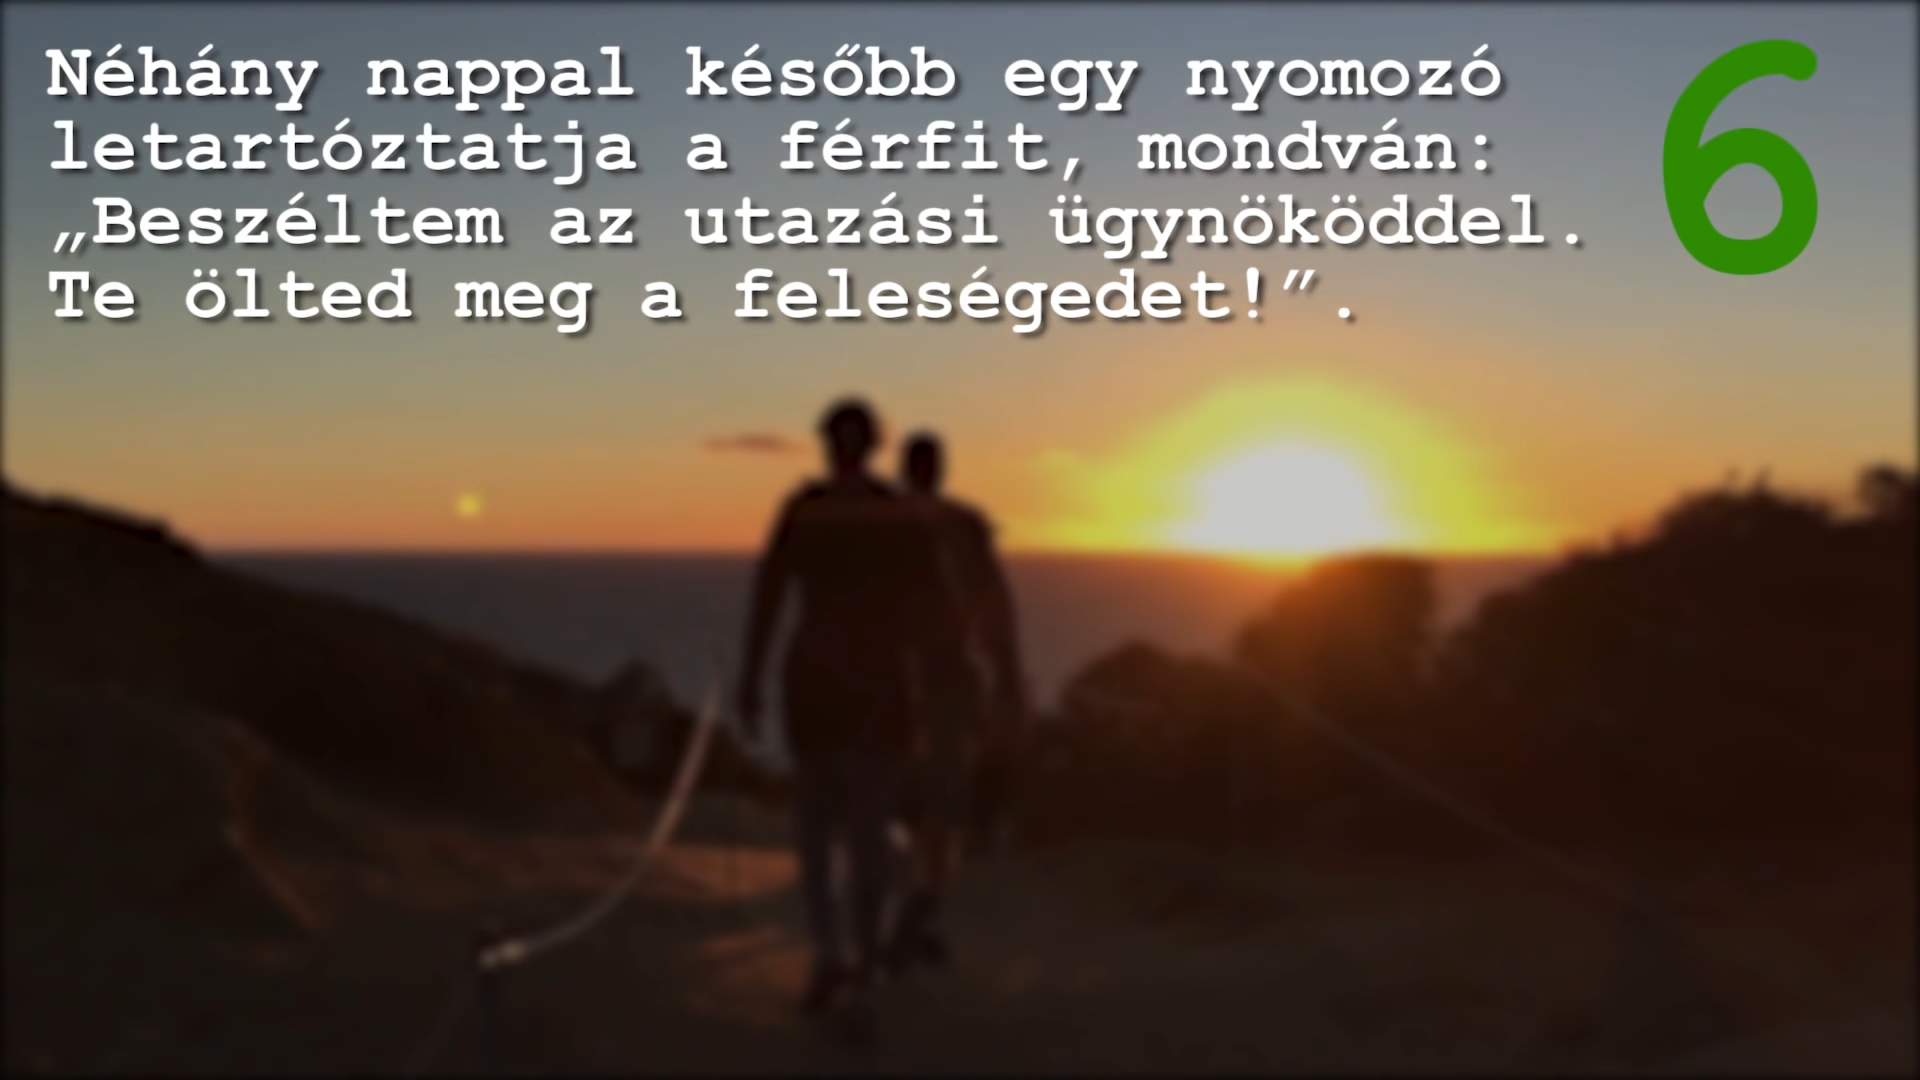 Néhány nappal később egy nyomozó
letartóztatja a férfit, mondván:
„Beszéltem az utazási ügynököddel.
Te ölted meg a feleségedet!”.
6